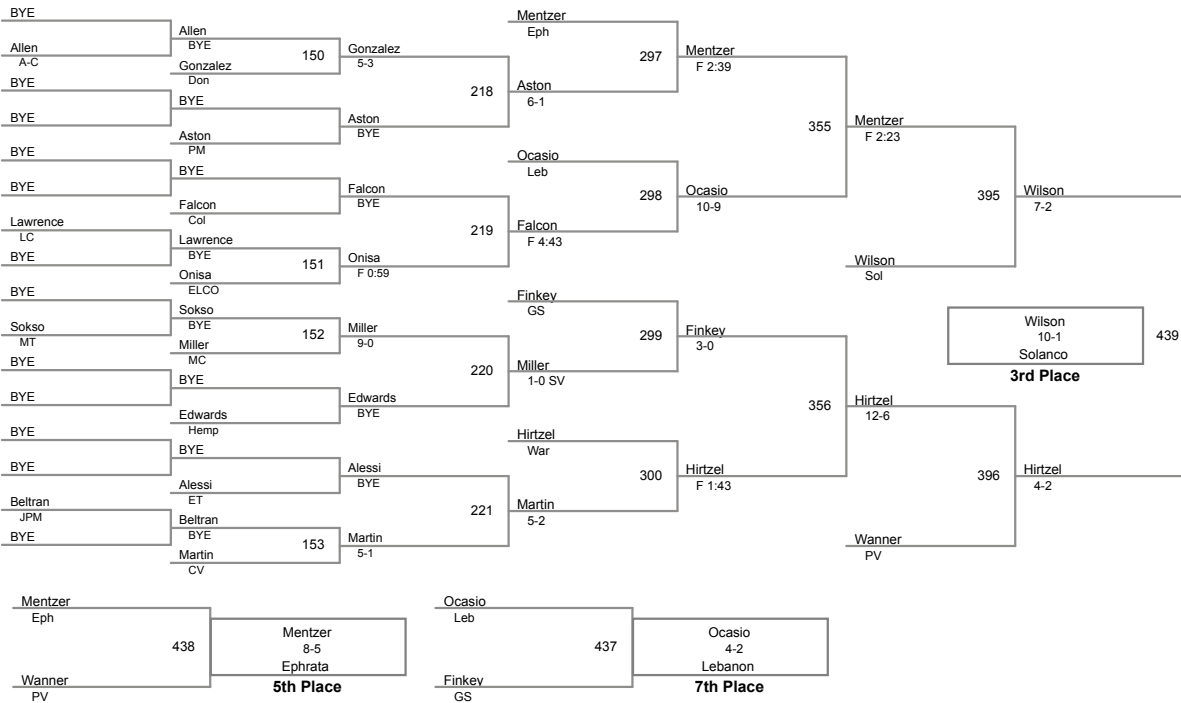 BYE
Allen
A-C
BYE
BYE
BYE
BYE
Lawrence
LC
BYE
BYE
Sokso
MT
BYE
BYE
BYE
BYE
Beltran
JPM
BYE
Allen
BYE
150
Gonzalez
Don
BYE
Aston
PM
BYE
Falcon
Col
Lawrence
BYE
151
Onisa
ELCO
Sokso
BYE
152
Miller
MC
BYE
Edwards
Hemp
BYE
Alessi
ET
Beltran
BYE
153
Martin
CV
Gonzalez
5-3
218
Aston
BYE
Falcon
BYE
219
Onisa
F 0:59
Miller
9-0
220
Edwards
BYE
Alessi
BYE
221
Martin
5-1
Mentzer
Eph
297
Aston
6-1
Ocasio
Leb
298
Falcon
F 4:43
Finkey
GS
299
Miller
1-0 SV
Hirtzel
War
300
Martin
5-2
Mentzer
F 2:39
355
Ocasio
10-9
Finkey
3-0
356
Hirtzel
F 1:43
Mentzer
F 2:23
395
Wilson
Sol
Hirtzel
12-6
396
Wanner
PV
Wilson
7-2
Hirtzel
4-2
Wilson
10-1
Solanco
439
3rd Place
Mentzer
Eph
438
Wanner
PV
Mentzer
8-5
Ephrata
5th Place
Ocasio
Leb
437
Finkey
GS
Ocasio
4-2
Lebanon
7th Place